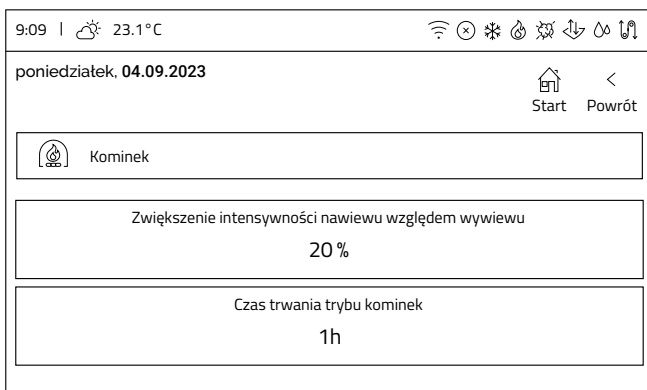 9:09 | 23.1°C
poniedziałek, 04.09.2023
Start Powrót
Kominek
Zwiększenie intensywności nawiewu względem wywiewu
20 %
Czas trwania trybu kominek
1h